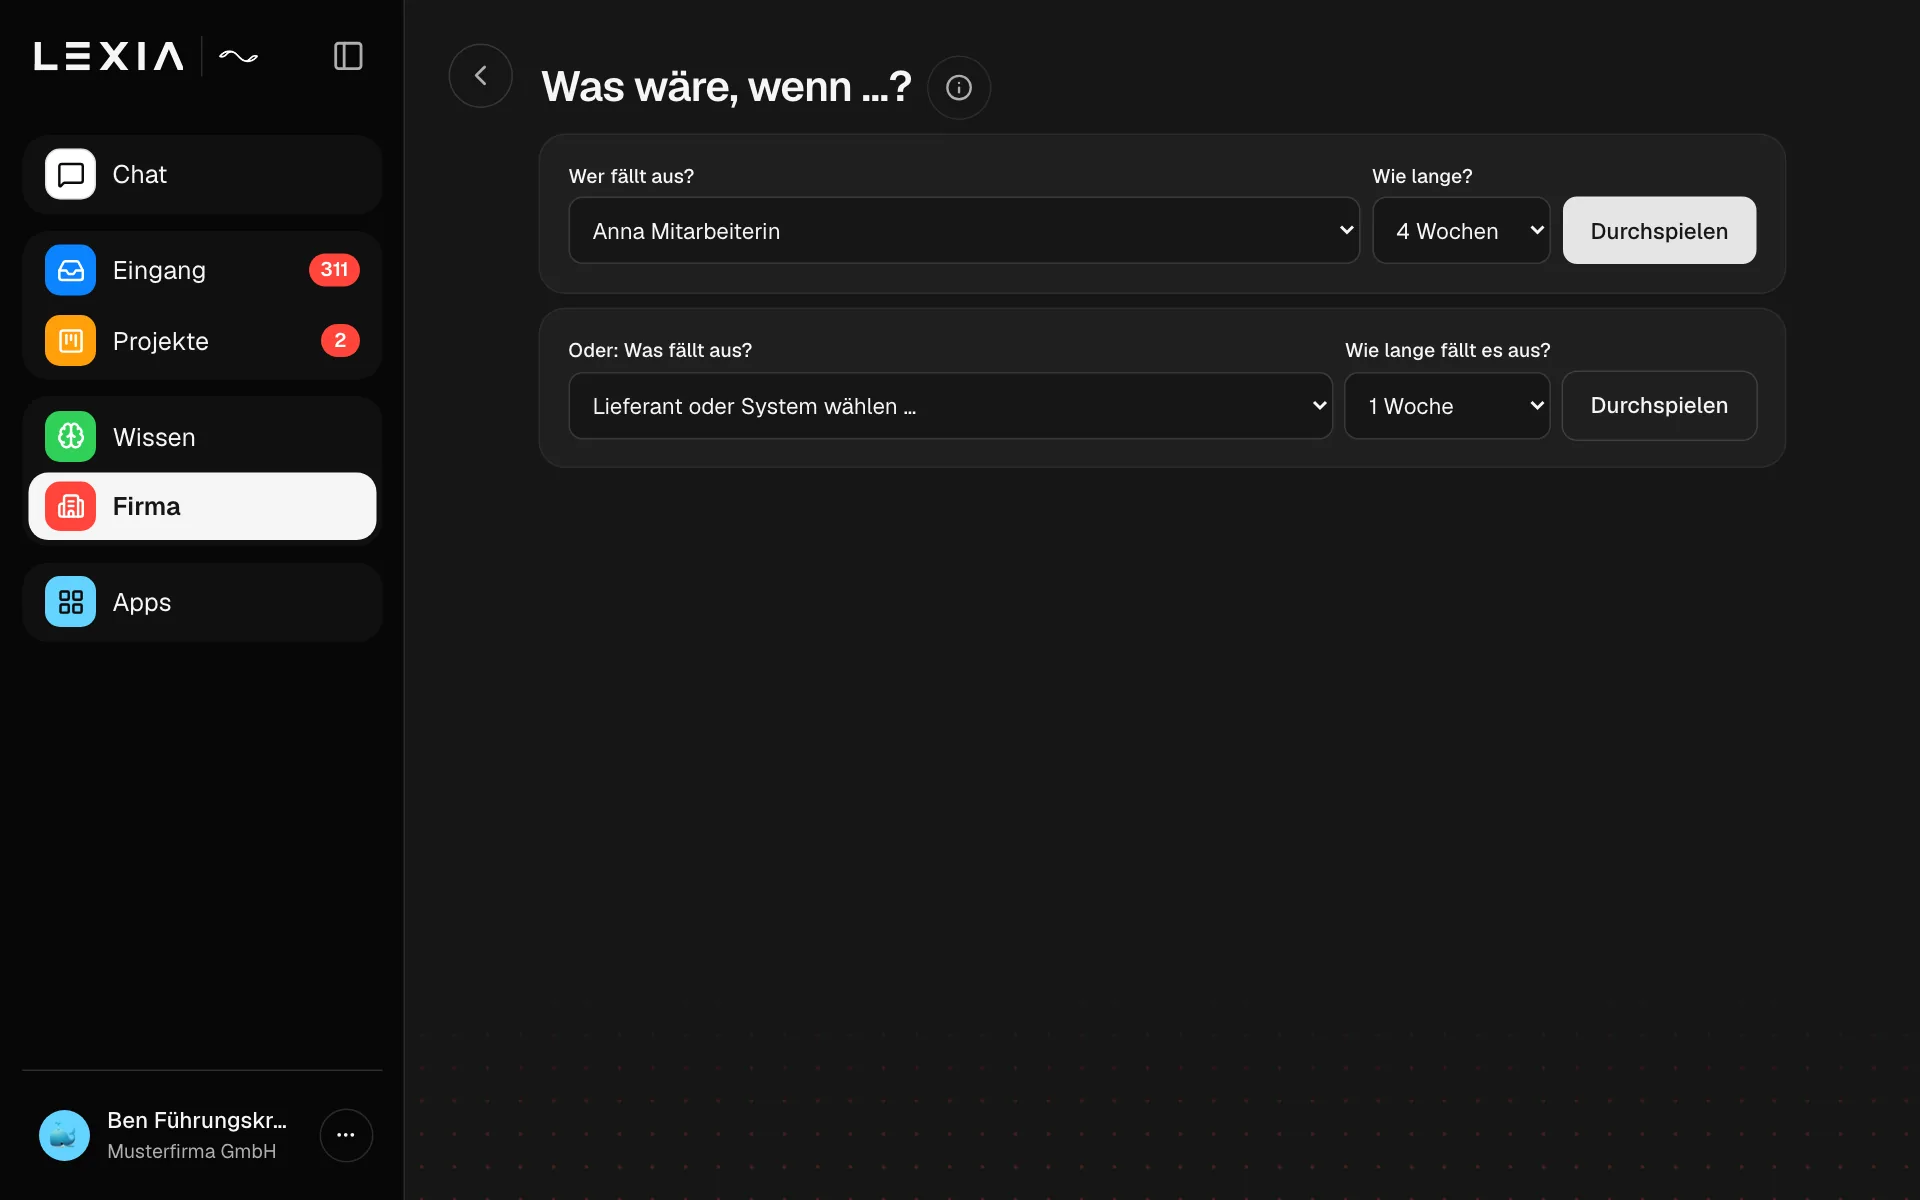 LEXIA
Chat
Eingang 311
Projekte 2
Wissen
Firma
Apps
Ben Führungskr...
Musterfirma GmbH
Was wäre, wenn ...?
Wer fällt aus? Wie lange?
Anna Mitarbeiterin 4 Wochen Durchspielen
Oder: Was fällt aus? Wie lange fällt es aus?
Lieferant oder System wählen ... 1 Woche Durchspielen